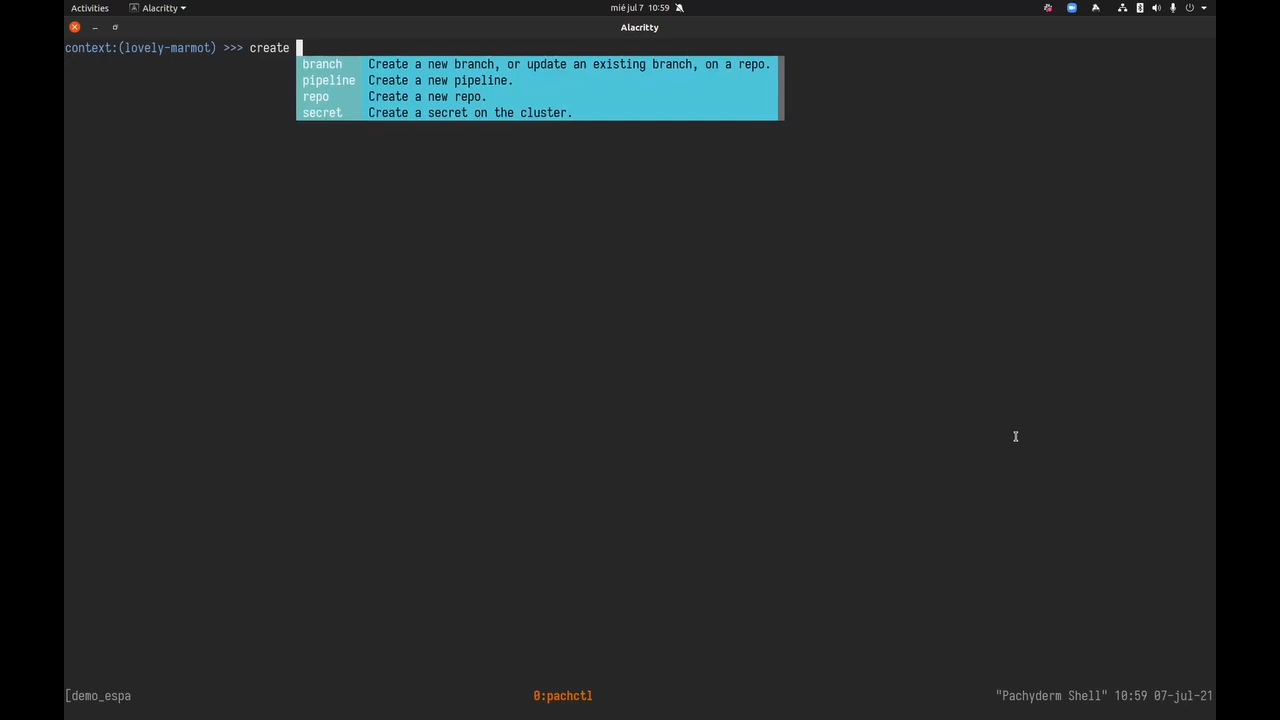 Activities Alacritty mié jul 7 10:59
Alacritty
context:(lovely-marmot) >>> create
branch Create a new branch, or update an existing branch, on a repo.
pipeline Create a new pipeline.
repo Create a new repo.
secret Create a secret on the cluster.
[demo_espa 0:pachctl "Pachyderm Shell" 10:59 07-jul-21